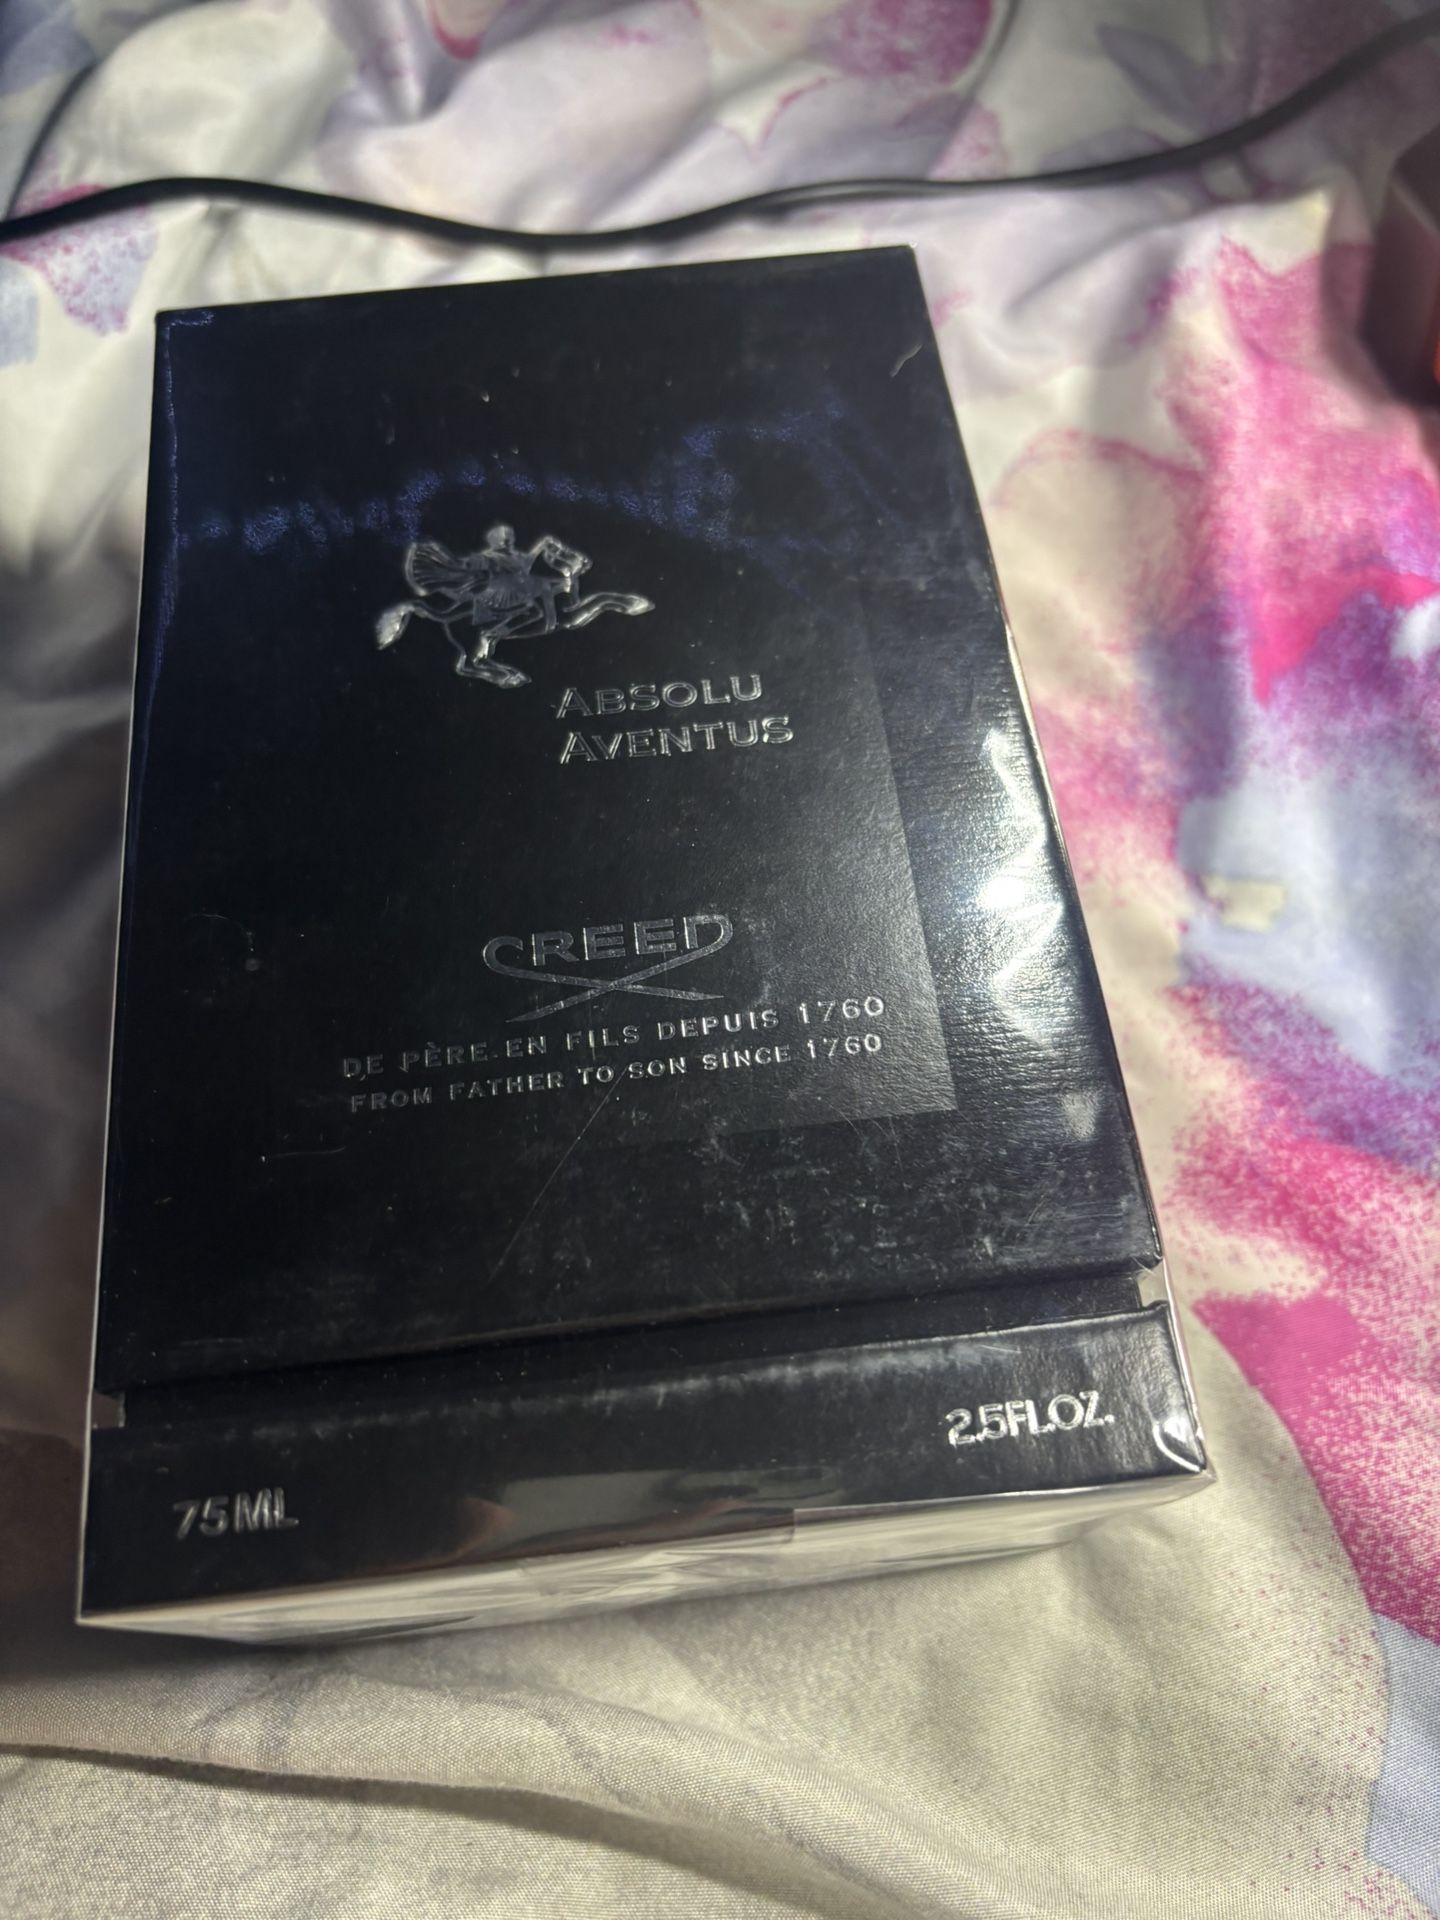 ABSOLU
AVENTUS
CREED
DE PÈRE EN FILS DEPUIS 1760
FROM FATHER TO SON SINCE 1760
2.5FL.OZ.
75ML